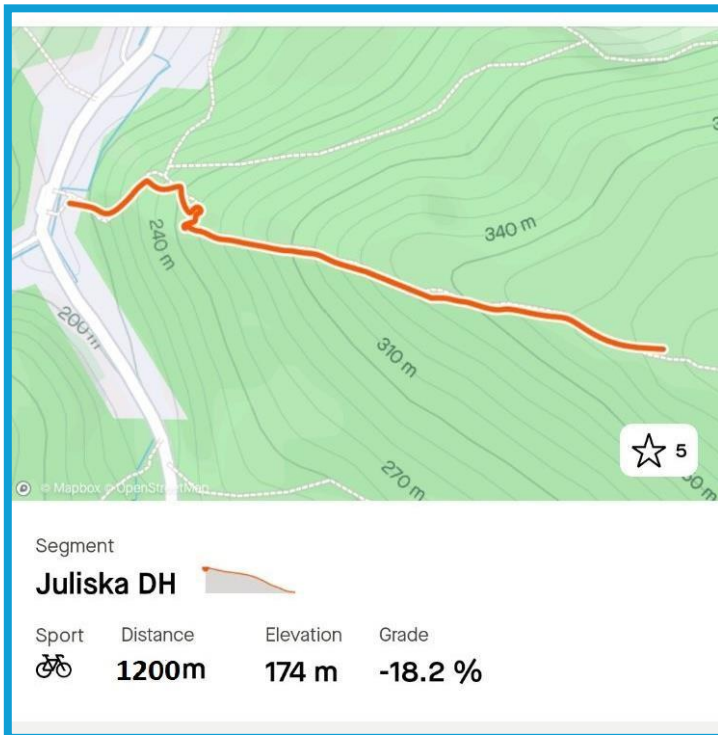 340 m
240 m
200 m
310 m
5
270 m
© Mapbox © OpenStreetMap
Segment
Juliska DH
Sport Distance Elevation Grade
1200m 174 m -18.2 %